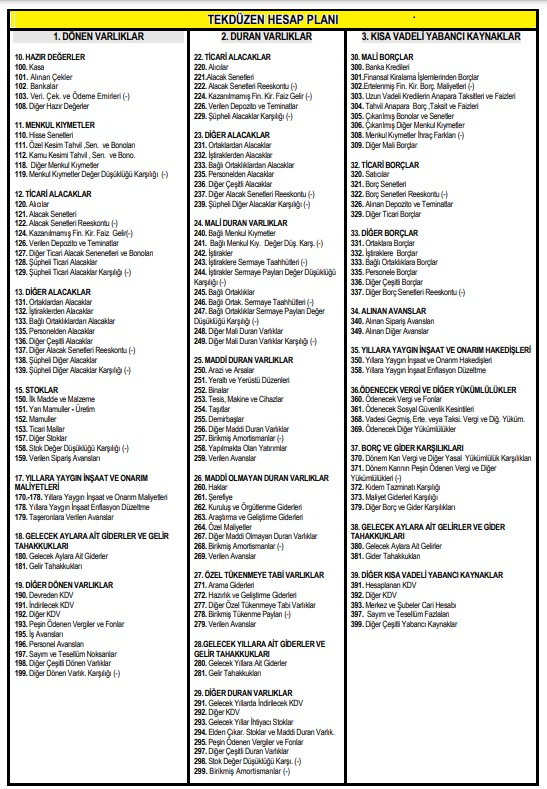 TEKDÜZEN HESAP PLANI
1. DÖNEN VARLIKLAR
10. HAZIR DEĞERLER
100. Kasa
101. Alınan Çekler
102. Bankalar
103. Veri. Çek. ve Ödeme Emirleri (-)
108. Diğer Hazır Değerler
11. MENKUL KIYMETLER
110. Hisse Senetleri
111. Özel Kesim Tahvil ,Sen. ve Bonoları
112. Kamu Kesimi Tahvil , Sen. ve Bono.
118. Diğer Menkul Kıymetler
119. Menkul Kıymetler Değer Düşüklüğü Karşılığı (-)
12. TİCARİ ALACAKLAR
120. Alıcılar
121. Alacak Senetleri
122. Alacak Senetleri Reeskontu (-)
124. Kazanılmamış Fin. Kir. Faiz Gelir(-)
126. Verilen Depozito ve Teminatlar
127. Diğer Ticari Alacak Senenetleri ve Bonoları
128. Şüpheli Ticari Alacaklar
129. Şüpheli Ticari Alacaklar Karşılığı (-)
13. DİĞER ALACAKLAR
131. Ortaklardan Alacaklar
132. İştiraklerden Alacaklar
133. Bağlı Ortaklıklardan Alacaklar
135. Personelden Alacaklar
136. Diğer Çeşitli Alacaklar
137. Diğer Alacak Senetleri Reeskontu (-)
138. Şüpheli Diğer Alacaklar
139. Şüpheli Diğer Alacaklar Karşılığı (-)
15. STOKLAR
150. İlk Madde ve Malzeme
151. Yarı Mamuller - Üretim
152. Mamuller
153. Ticari Mallar
157. Diğer Stoklar
158. Stok Değer Düşüklüğü Karşılığı (-)
159. Verilen Sipariş Avansları
17. YILLARA YAYGIN İNŞAAT VE ONARIM
MALİYETLERİ
170.-178. Yıllara Yaygın İnşaat ve Onarım Maliyetleri
178. Yıllara Yaygın İnşaat Enflasyon Düzeltme
179. Taşeronlara Verilen Avanslar
18. GELECEK AYLARA AİT GİDERLER VE GELİR
TAHAKKUKLARI
180. Gelecek Aylara Ait Giderler
181. Gelir Tahakkukları
19. DİĞER DÖNEN VARLIKLAR
190. Devreden KDV
191. İndirilecek KDV
192. Diğer KDV
193. Peşin Ödenen Vergiler ve Fonlar
195. İş Avansları
196. Personel Avansları
197. Sayım ve Tesellüm Noksanlar
198. Diğer Çeşitli Dönen Varlıklar
199. Diğer Dönen Varlık. Karşılığı (-)
2. DURAN VARLIKLAR
22. TİCARİ ALACAKLAR
220. Alıcılar
221.Alacak Senetleri
222. Alacak Senetleri Reeskontu (-)
224. Kazanılmamış Fin. Kir. Faiz Gelir (-)
226. Verilen Depozito ve Teminatlar
229. Şüpheli Alacaklar Karşılığı (-)
23. DİĞER ALACAKLAR
231. Ortaklardan Alacaklar
232. İştiraklerden Alacaklar
233. Bağlı Ortaklıklardan Alacaklar
235. Personelden Alacaklar
236. Diğer Çeşitli Alacaklar
237. Diğer Alacak Senetleri Reeskontu (-)
239. Şüpheli Diğer Alacaklar Karşılığı (-)
24. MALİ DURAN VARLIKLAR
240. Bağlı Menkul Kıymetler
241. Bağlı Menkul Kıy. Değer Düş. Karş. (-)
242. İştirakler
243. İştiraklere Sermaye Taahhütleri (-)
244. İştirakler Sermaye Payları Değer Düşüklüğü
Karşılığı (-)
245. Bağlı Ortaklıklar
246. Bağlı Ortak. Sermaye Taahhütleri (-)
247. Bağlı Ortaklıklar Sermaye Payları Değer
Düşüklüğü Karşılığı (-)
248. Diğer Mali Duran Varlıklar
249. Diğer Mali Duran Varlıklar Karşılığı (-)
25. MADDİ DURAN VARLIKLAR
250. Arazi ve Arsalar
251. Yeraltı ve Yerüstü Düzenleri
252. Binalar
253. Tesis, Makine ve Cihazlar
254. Taşıtlar
255. Demirbaşlar
256. Diğer Maddi Duran Varlıklar
257. Birikmiş Amortismanlar (-)
258. Yapılmakta Olan Yatırımlar
259. Verilen Avanslar
26. MADDİ OLMAYAN DURAN VARLIKLAR
260. Haklar
261. Şerefiye
262. Kuruluş ve Örgütlenme Giderleri
263. Araştırma ve Geliştirme Giderleri
264. Özel Maliyetler
267. Diğer Maddi Olmayan Duran Varlıklar
268. Birikmiş Amortismanlar (-)
269. Verilen Avanslar
27. ÖZEL TÜKENMEYE TABİ VARLIKLAR
271. Arama Giderleri
272. Hazırlık ve Geliştirme Giderleri
277. Diğer Özel Tükenmeye Tabi Varlıklar
278. Birikmiş Tükenme Payları (-)
279. Verilen Avanslar
28.GELECEK YILLARA AİT GİDERLER VE
GELİR TAHAKKUKLARI
280. Gelecek Yıllara Ait Giderler
281. Gelir Tahakkukları
29. DİĞER DURAN VARLIKLAR
291. Gelecek Yıllarda İndirilecek KDV
292. Diğer KDV
293. Gelecek Yıllar İhtiyacı Stoklar
294. Elden Çıkar. Stoklar ve Maddi Duran Varlık.
295. Peşin Ödenen Vergiler ve Fonlar
297. Diğer Çeşitli Duran Varlıklar
298. Stok Değer Düşüklüğü Karşı. (-)
299. Birikmiş Amortismanlar (-)
3. KISA VADELİ YABANCI KAYNAKLAR
30. MALİ BORÇLAR
300. Banka Kredileri
301.Finansal Kiralama İşlemlerinden Borçlar
302.Ertelenmiş Fin. Kir. Borç. Maliyetleri (-)
303. Uzun Vadeli Kredilerin Anapara Taksitleri ve Faizleri
304. Tahvil Anapara Borç ,Taksit ve Faizleri
305. Çıkarılmış Bonolar ve Senetler
306. Çıkarılmış Diğer Menkul Kıymetler
308. Menkul Kıymetler İhraç Farkları (-)
309. Diğer Mali Borçlar
32. TİCARİ BORÇLAR
320. Satıcılar
321. Borç Senetleri
322. Borç Senetleri Reeskontu (-)
326. Alınan Depozito ve Teminatlar
329. Diğer Ticari Borçlar
33. DİĞER BORÇLAR
331. Ortaklara Borçlar
332. İştiraklere Borçlar
333. Bağlı Ortaklıklara Borçlar
335. Personele Borçlar
336. Diğer Çeşitli Borçlar
337. Diğer Borç Senetleri Reeskontu (-)
34. ALINAN AVANSLAR
340. Alınan Sipariş Avansları
349. Alınan Diğer Avanslar
35. YILLARA YAYGIN İNŞAAT VE ONARIM HAKEDİŞLERİ
350. Yıllara Yaygın İnşaat ve Onarım Hakedişleri
358. Yıllara Yaygın İnşaat Enflasyon Düzeltme
36.ÖDENECEK VERGİ VE DİĞER YÜKÜMLÜLÜKLER
360. Ödenecek Vergi ve Fonlar
361. Ödenecek Sosyal Güvenlik Kesintileri
368. Vadesi Geçmiş, Erte. veya Taksi. Vergi ve Diğ. Yüküm.
369. Ödenecek Diğer Yükümlülükler
37. BORÇ VE GİDER KARŞILIKLARI
370. Dönem Karı Vergi ve Diğer Yasal Yükümlülük Karşılıkları
371. Dönem Karının Peşin Ödenen Vergi ve Diğer
Yükümlülükleri (-)
372. Kıdem Tazminatı Karşılığı
373. Maliyet Giderleri Karşılığı
379. Diğer Borç ve Gider Karşılıkları
38. GELECEK AYLARA AİT GELİRLER VE GİDER
TAHAKKUKLARI
380. Gelecek Aylara Ait Gelirler
381. Gider Tahakkukları
39. DİĞER KISA VADELİ YABANCI KAYNAKLAR
391. Hesaplanan KDV
392. Diğer KDV
393. Merkez ve Şubeler Cari Hesabı
397. Sayım ve Tesellüm Fazlaları
399. Diğer Çeşitli Yabancı Kaynaklar